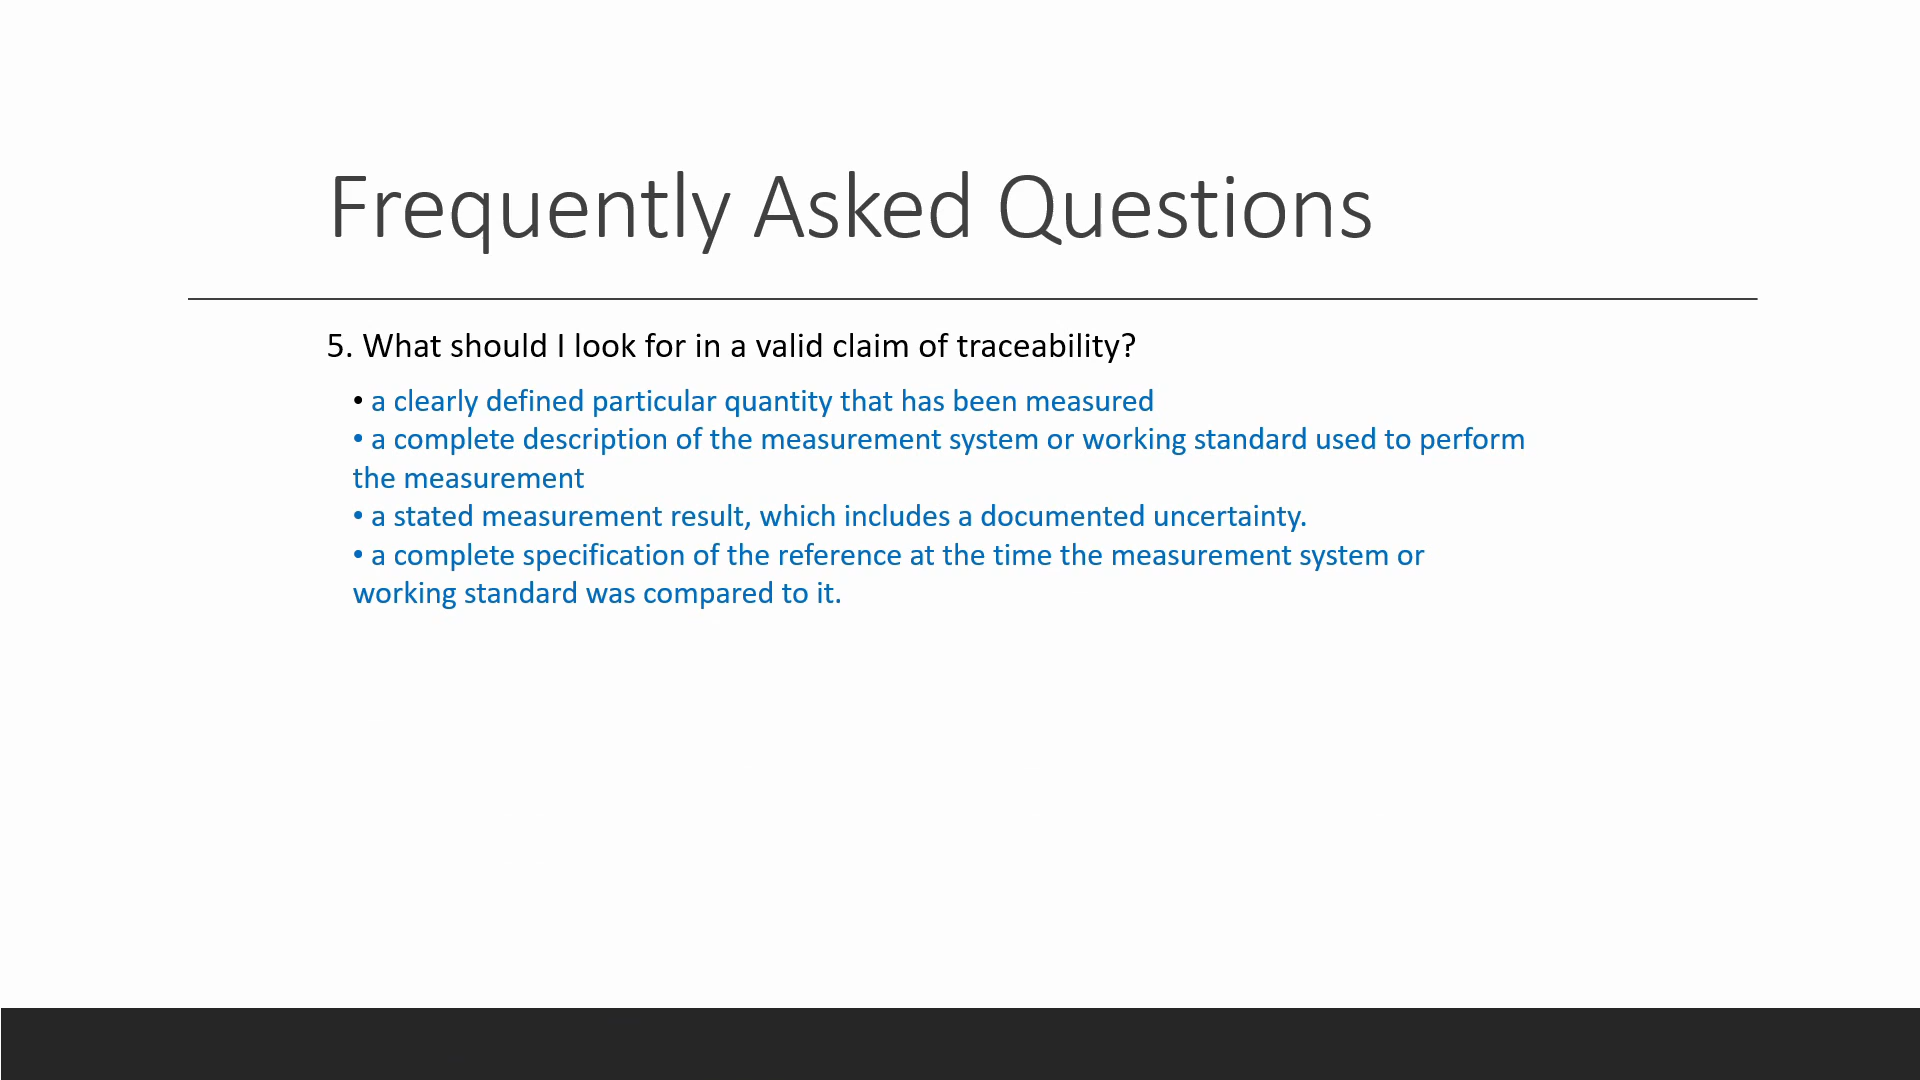 Frequently Asked Questions
5. What should I look for in a valid claim of traceability?
• a clearly defined particular quantity that has been measured
• a complete description of the measurement system or working standard used to perform
the measurement
• a stated measurement result, which includes a documented uncertainty.
• a complete specification of the reference at the time the measurement system or
working standard was compared to it.